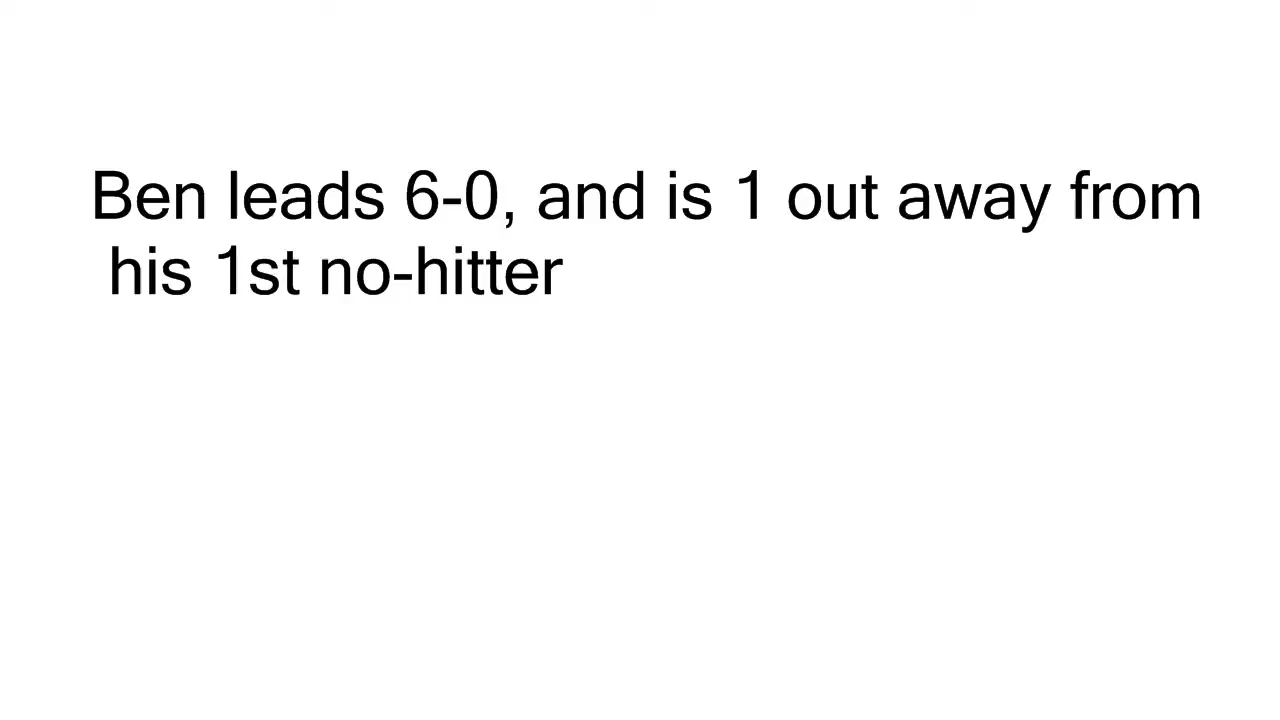 Ben leads 6-0, and is 1 out away from
his 1st no-hitter